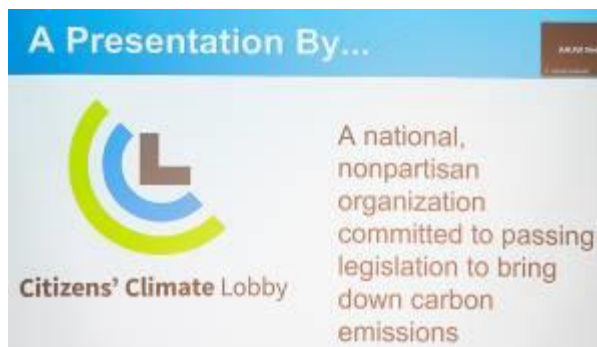 A Presentation By...
Citizens' Climate Lobby
A national,
nonpartisan
organization
committed to passing
legislation to bring
down carbon
emissions